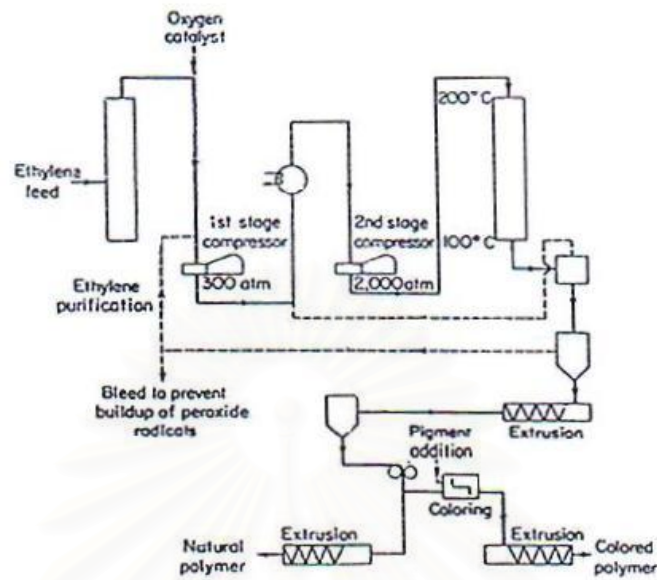 Oxygen
catalyst
200°C
Ethylene
feed
1st stage
compressor
300 atm
2nd stage
compressor
2,000 atm
100°C
Ethylene
purification
Bleed to prevent
buildup of peroxide
radicals
Extrusion
Pigment
addition
Coloring
Extrusion
Natural
polymer
Extrusion
Colored
polymer